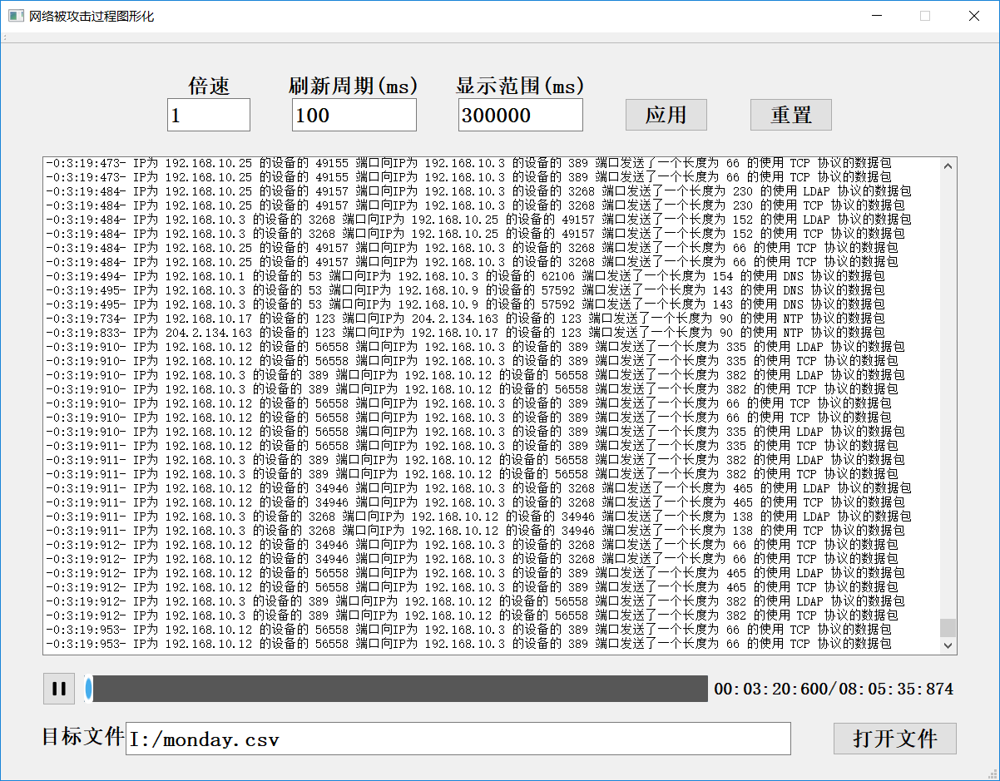 网络被攻击过程图形化
倍速 刷新周期(ms) 显示范围(ms)
1 100 300000 应用 重置
-0:3:19:473- IP为 192.168.10.25 的设备的 49155 端口向IP为 192.168.10.3 的设备的 389 端口发送了一个长度为 66 的使用 TCP 协议的数据包
-0:3:19:473- IP为 192.168.10.25 的设备的 49155 端口向IP为 192.168.10.3 的设备的 389 端口发送了一个长度为 66 的使用 TCP 协议的数据包
-0:3:19:484- IP为 192.168.10.25 的设备的 49157 端口向IP为 192.168.10.3 的设备的 3268 端口发送了一个长度为 230 的使用 LDAP 协议的数据包
-0:3:19:484- IP为 192.168.10.25 的设备的 49157 端口向IP为 192.168.10.3 的设备的 3268 端口发送了一个长度为 230 的使用 TCP 协议的数据包
-0:3:19:484- IP为 192.168.10.3 的设备的 3268 端口向IP为 192.168.10.25 的设备的 49157 端口发送了一个长度为 152 的使用 LDAP 协议的数据包
-0:3:19:484- IP为 192.168.10.3 的设备的 3268 端口向IP为 192.168.10.25 的设备的 49157 端口发送了一个长度为 152 的使用 TCP 协议的数据包
-0:3:19:484- IP为 192.168.10.25 的设备的 49157 端口向IP为 192.168.10.3 的设备的 3268 端口发送了一个长度为 66 的使用 TCP 协议的数据包
-0:3:19:484- IP为 192.168.10.25 的设备的 49157 端口向IP为 192.168.10.3 的设备的 3268 端口发送了一个长度为 66 的使用 TCP 协议的数据包
-0:3:19:494- IP为 192.168.10.1 的设备的 53 端口向IP为 192.168.10.3 的设备的 62106 端口发送了一个长度为 154 的使用 DNS 协议的数据包
-0:3:19:495- IP为 192.168.10.3 的设备的 53 端口向IP为 192.168.10.9 的设备的 57592 端口发送了一个长度为 143 的使用 DNS 协议的数据包
-0:3:19:495- IP为 192.168.10.3 的设备的 53 端口向IP为 192.168.10.9 的设备的 57592 端口发送了一个长度为 143 的使用 DNS 协议的数据包
-0:3:19:734- IP为 192.168.10.17 的设备的 123 端口向IP为 204.2.134.163 的设备的 123 端口发送了一个长度为 90 的使用 NTP 协议的数据包
-0:3:19:833- IP为 204.2.134.163 的设备的 123 端口向IP为 192.168.10.17 的设备的 123 端口发送了一个长度为 90 的使用 NTP 协议的数据包
-0:3:19:910- IP为 192.168.10.12 的设备的 56558 端口向IP为 192.168.10.3 的设备的 389 端口发送了一个长度为 335 的使用 LDAP 协议的数据包
-0:3:19:910- IP为 192.168.10.12 的设备的 56558 端口向IP为 192.168.10.3 的设备的 389 端口发送了一个长度为 335 的使用 TCP 协议的数据包
-0:3:19:910- IP为 192.168.10.3 的设备的 389 端口向IP为 192.168.10.12 的设备的 56558 端口发送了一个长度为 382 的使用 LDAP 协议的数据包
-0:3:19:910- IP为 192.168.10.3 的设备的 389 端口向IP为 192.168.10.12 的设备的 56558 端口发送了一个长度为 382 的使用 TCP 协议的数据包
-0:3:19:910- IP为 192.168.10.12 的设备的 56558 端口向IP为 192.168.10.3 的设备的 389 端口发送了一个长度为 66 的使用 TCP 协议的数据包
-0:3:19:910- IP为 192.168.10.12 的设备的 56558 端口向IP为 192.168.10.3 的设备的 389 端口发送了一个长度为 66 的使用 TCP 协议的数据包
-0:3:19:910- IP为 192.168.10.12 的设备的 56558 端口向IP为 192.168.10.3 的设备的 389 端口发送了一个长度为 335 的使用 LDAP 协议的数据包
-0:3:19:911- IP为 192.168.10.12 的设备的 56558 端口向IP为 192.168.10.3 的设备的 389 端口发送了一个长度为 335 的使用 TCP 协议的数据包
-0:3:19:911- IP为 192.168.10.3 的设备的 389 端口向IP为 192.168.10.12 的设备的 56558 端口发送了一个长度为 382 的使用 LDAP 协议的数据包
-0:3:19:911- IP为 192.168.10.3 的设备的 389 端口向IP为 192.168.10.12 的设备的 56558 端口发送了一个长度为 382 的使用 TCP 协议的数据包
-0:3:19:911- IP为 192.168.10.12 的设备的 34946 端口向IP为 192.168.10.3 的设备的 3268 端口发送了一个长度为 465 的使用 LDAP 协议的数据包
-0:3:19:911- IP为 192.168.10.12 的设备的 34946 端口向IP为 192.168.10.3 的设备的 3268 端口发送了一个长度为 465 的使用 TCP 协议的数据包
-0:3:19:911- IP为 192.168.10.3 的设备的 3268 端口向IP为 192.168.10.12 的设备的 34946 端口发送了一个长度为 138 的使用 LDAP 协议的数据包
-0:3:19:911- IP为 192.168.10.3 的设备的 3268 端口向IP为 192.168.10.12 的设备的 34946 端口发送了一个长度为 138 的使用 TCP 协议的数据包
-0:3:19:912- IP为 192.168.10.12 的设备的 34946 端口向IP为 192.168.10.3 的设备的 3268 端口发送了一个长度为 66 的使用 TCP 协议的数据包
-0:3:19:912- IP为 192.168.10.12 的设备的 34946 端口向IP为 192.168.10.3 的设备的 3268 端口发送了一个长度为 66 的使用 TCP 协议的数据包
-0:3:19:912- IP为 192.168.10.12 的设备的 56558 端口向IP为 192.168.10.3 的设备的 389 端口发送了一个长度为 465 的使用 LDAP 协议的数据包
-0:3:19:912- IP为 192.168.10.12 的设备的 56558 端口向IP为 192.168.10.3 的设备的 389 端口发送了一个长度为 465 的使用 TCP 协议的数据包
-0:3:19:912- IP为 192.168.10.3 的设备的 389 端口向IP为 192.168.10.12 的设备的 56558 端口发送了一个长度为 382 的使用 LDAP 协议的数据包
-0:3:19:912- IP为 192.168.10.3 的设备的 389 端口向IP为 192.168.10.12 的设备的 56558 端口发送了一个长度为 382 的使用 TCP 协议的数据包
-0:3:19:953- IP为 192.168.10.12 的设备的 56558 端口向IP为 192.168.10.3 的设备的 389 端口发送了一个长度为 66 的使用 TCP 协议的数据包
-0:3:19:953- IP为 192.168.10.12 的设备的 56558 端口向IP为 192.168.10.3 的设备的 389 端口发送了一个长度为 66 的使用 TCP 协议的数据包
00:03:20:600/08:05:35:874
目标文件 I:/monday.csv 打开文件